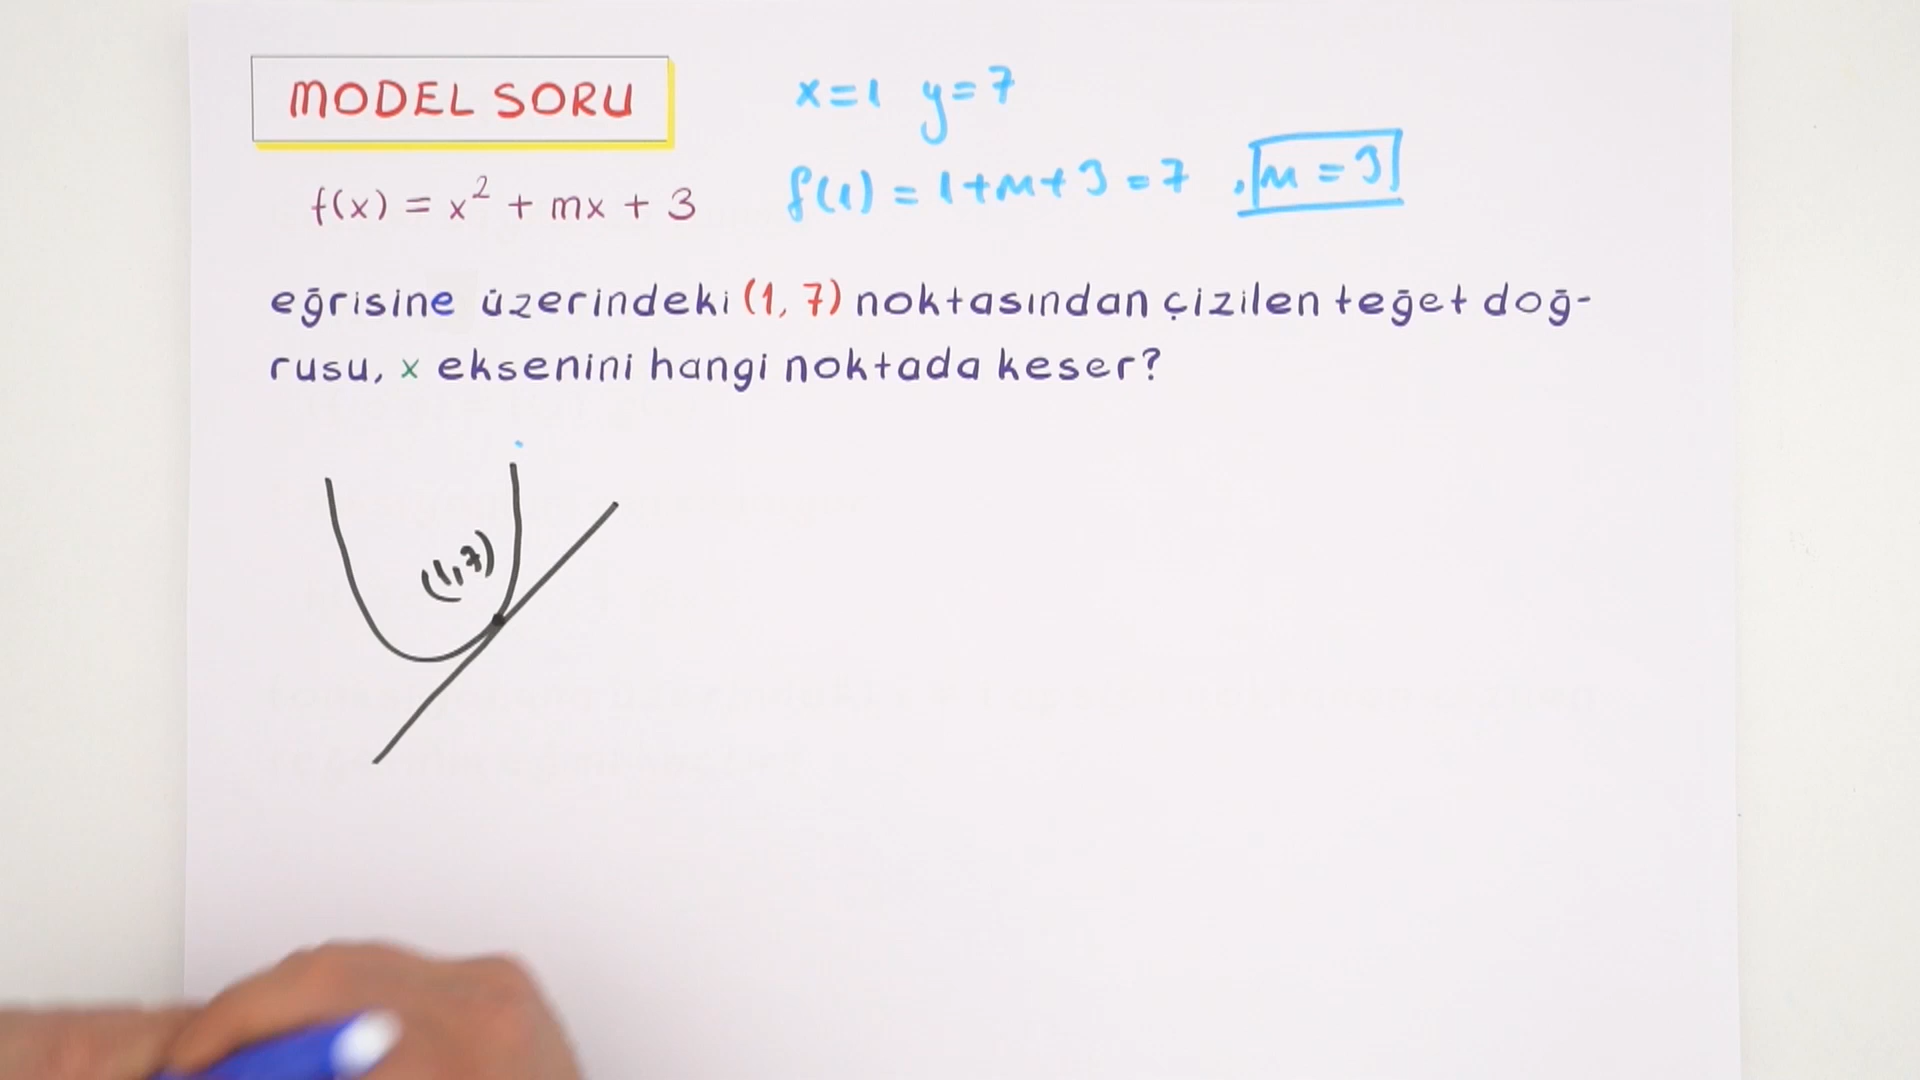 MODEL SORU
x=1 y=7
f(x) = x² + mx + 3
f(1) = 1+m+3=7 , m = 3
eğrisine üzerindeki (1, 7) noktasından çizilen teğet doğ-
rusu, x eksenini hangi noktada keser?
(1,7)